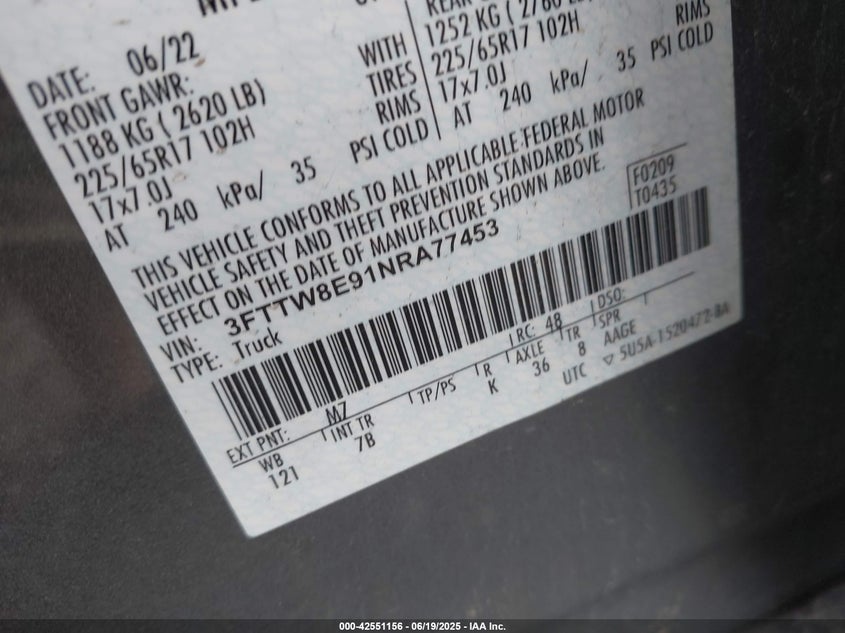 DATE: 06/22
FRONT GAWR:
1188 KG ( 2620 LB)
WITH
225/65R17 102H
TIRES
17x7.0J
RIMS
AT 240 kPa/ 35 PSI COLD
REAR
1252 KG ( 2760
225/65R17 102H
17x7.0J
RIMS
AT 240 kPa/ 35 PSI COLD
THIS VEHICLE CONFORMS TO ALL APPLICABLE FEDERAL MOTOR
VEHICLE SAFETY AND THEFT PREVENTION STANDARDS IN
EFFECT ON THE DATE OF MANUFACTURE SHOWN ABOVE.
F0209
T0435
VIN: 3FTTW8E91NRA77453
TYPE: Truck
EXT PNT: M7 RC: 48 DSO:
WB INT TR TP/PS R AXLE TR SPR
121 7B K 36 8 AAGE
UTC ▽ 5U5A-1520472-BA
000-42551156 - 06/19/2025 - IAA Inc.